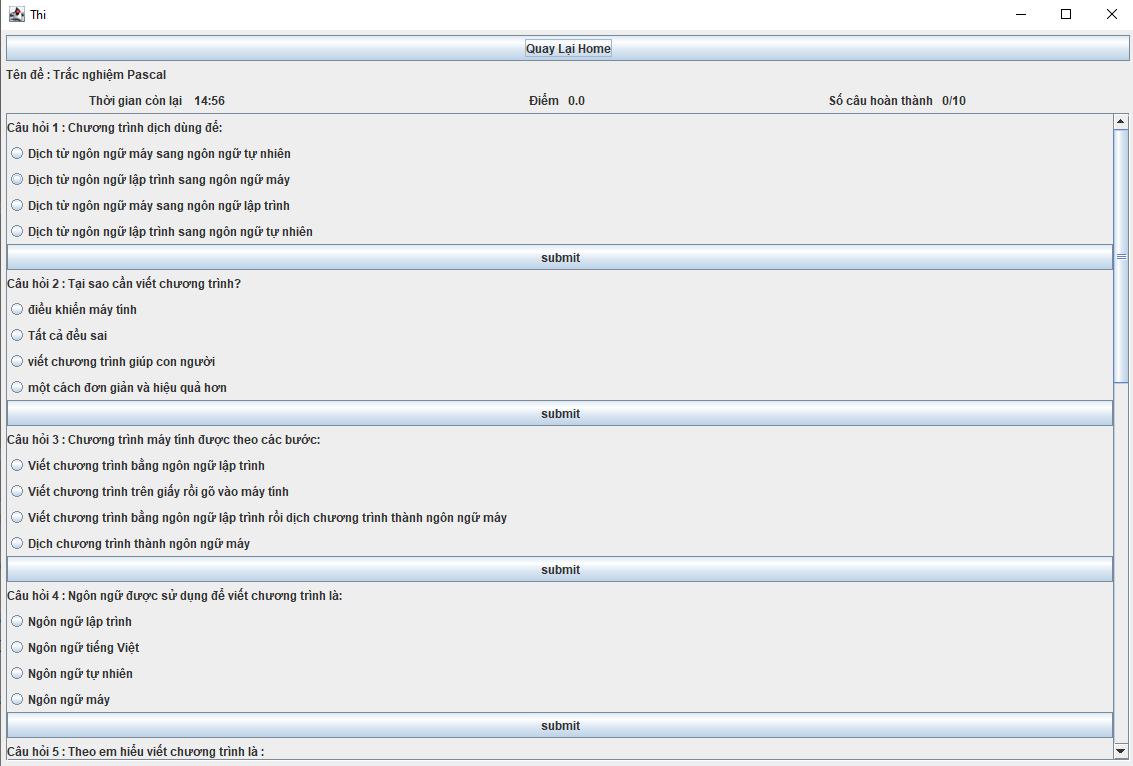 Thi
Quay Lại Home
Tên đề : Trắc nghiệm Pascal
Thời gian còn lại 14:56 Điểm 0.0 Số câu hoàn thành 0/10
Câu hỏi 1 : Chương trình dịch dùng để:
Dịch từ ngôn ngữ máy sang ngôn ngữ tự nhiên
Dịch từ ngôn ngữ lập trình sang ngôn ngữ máy
Dịch từ ngôn ngữ máy sang ngôn ngữ lập trình
Dịch từ ngôn ngữ lập trình sang ngôn ngữ tự nhiên
submit
Câu hỏi 2 : Tại sao cần viết chương trình?
điều khiển máy tính
Tất cả đều sai
viết chương trình giúp con người
một cách đơn giản và hiệu quả hơn
submit
Câu hỏi 3 : Chương trình máy tính được theo các bước:
Viết chương trình bằng ngôn ngữ lập trình
Viết chương trình trên giấy rồi gõ vào máy tính
Viết chương trình bằng ngôn ngữ lập trình rồi dịch chương trình thành ngôn ngữ máy
Dịch chương trình thành ngôn ngữ máy
submit
Câu hỏi 4 : Ngôn ngữ được sử dụng để viết chương trình là:
Ngôn ngữ lập trình
Ngôn ngữ tiếng Việt
Ngôn ngữ tự nhiên
Ngôn ngữ máy
submit
Câu hỏi 5 : Theo em hiểu viết chương trình là :